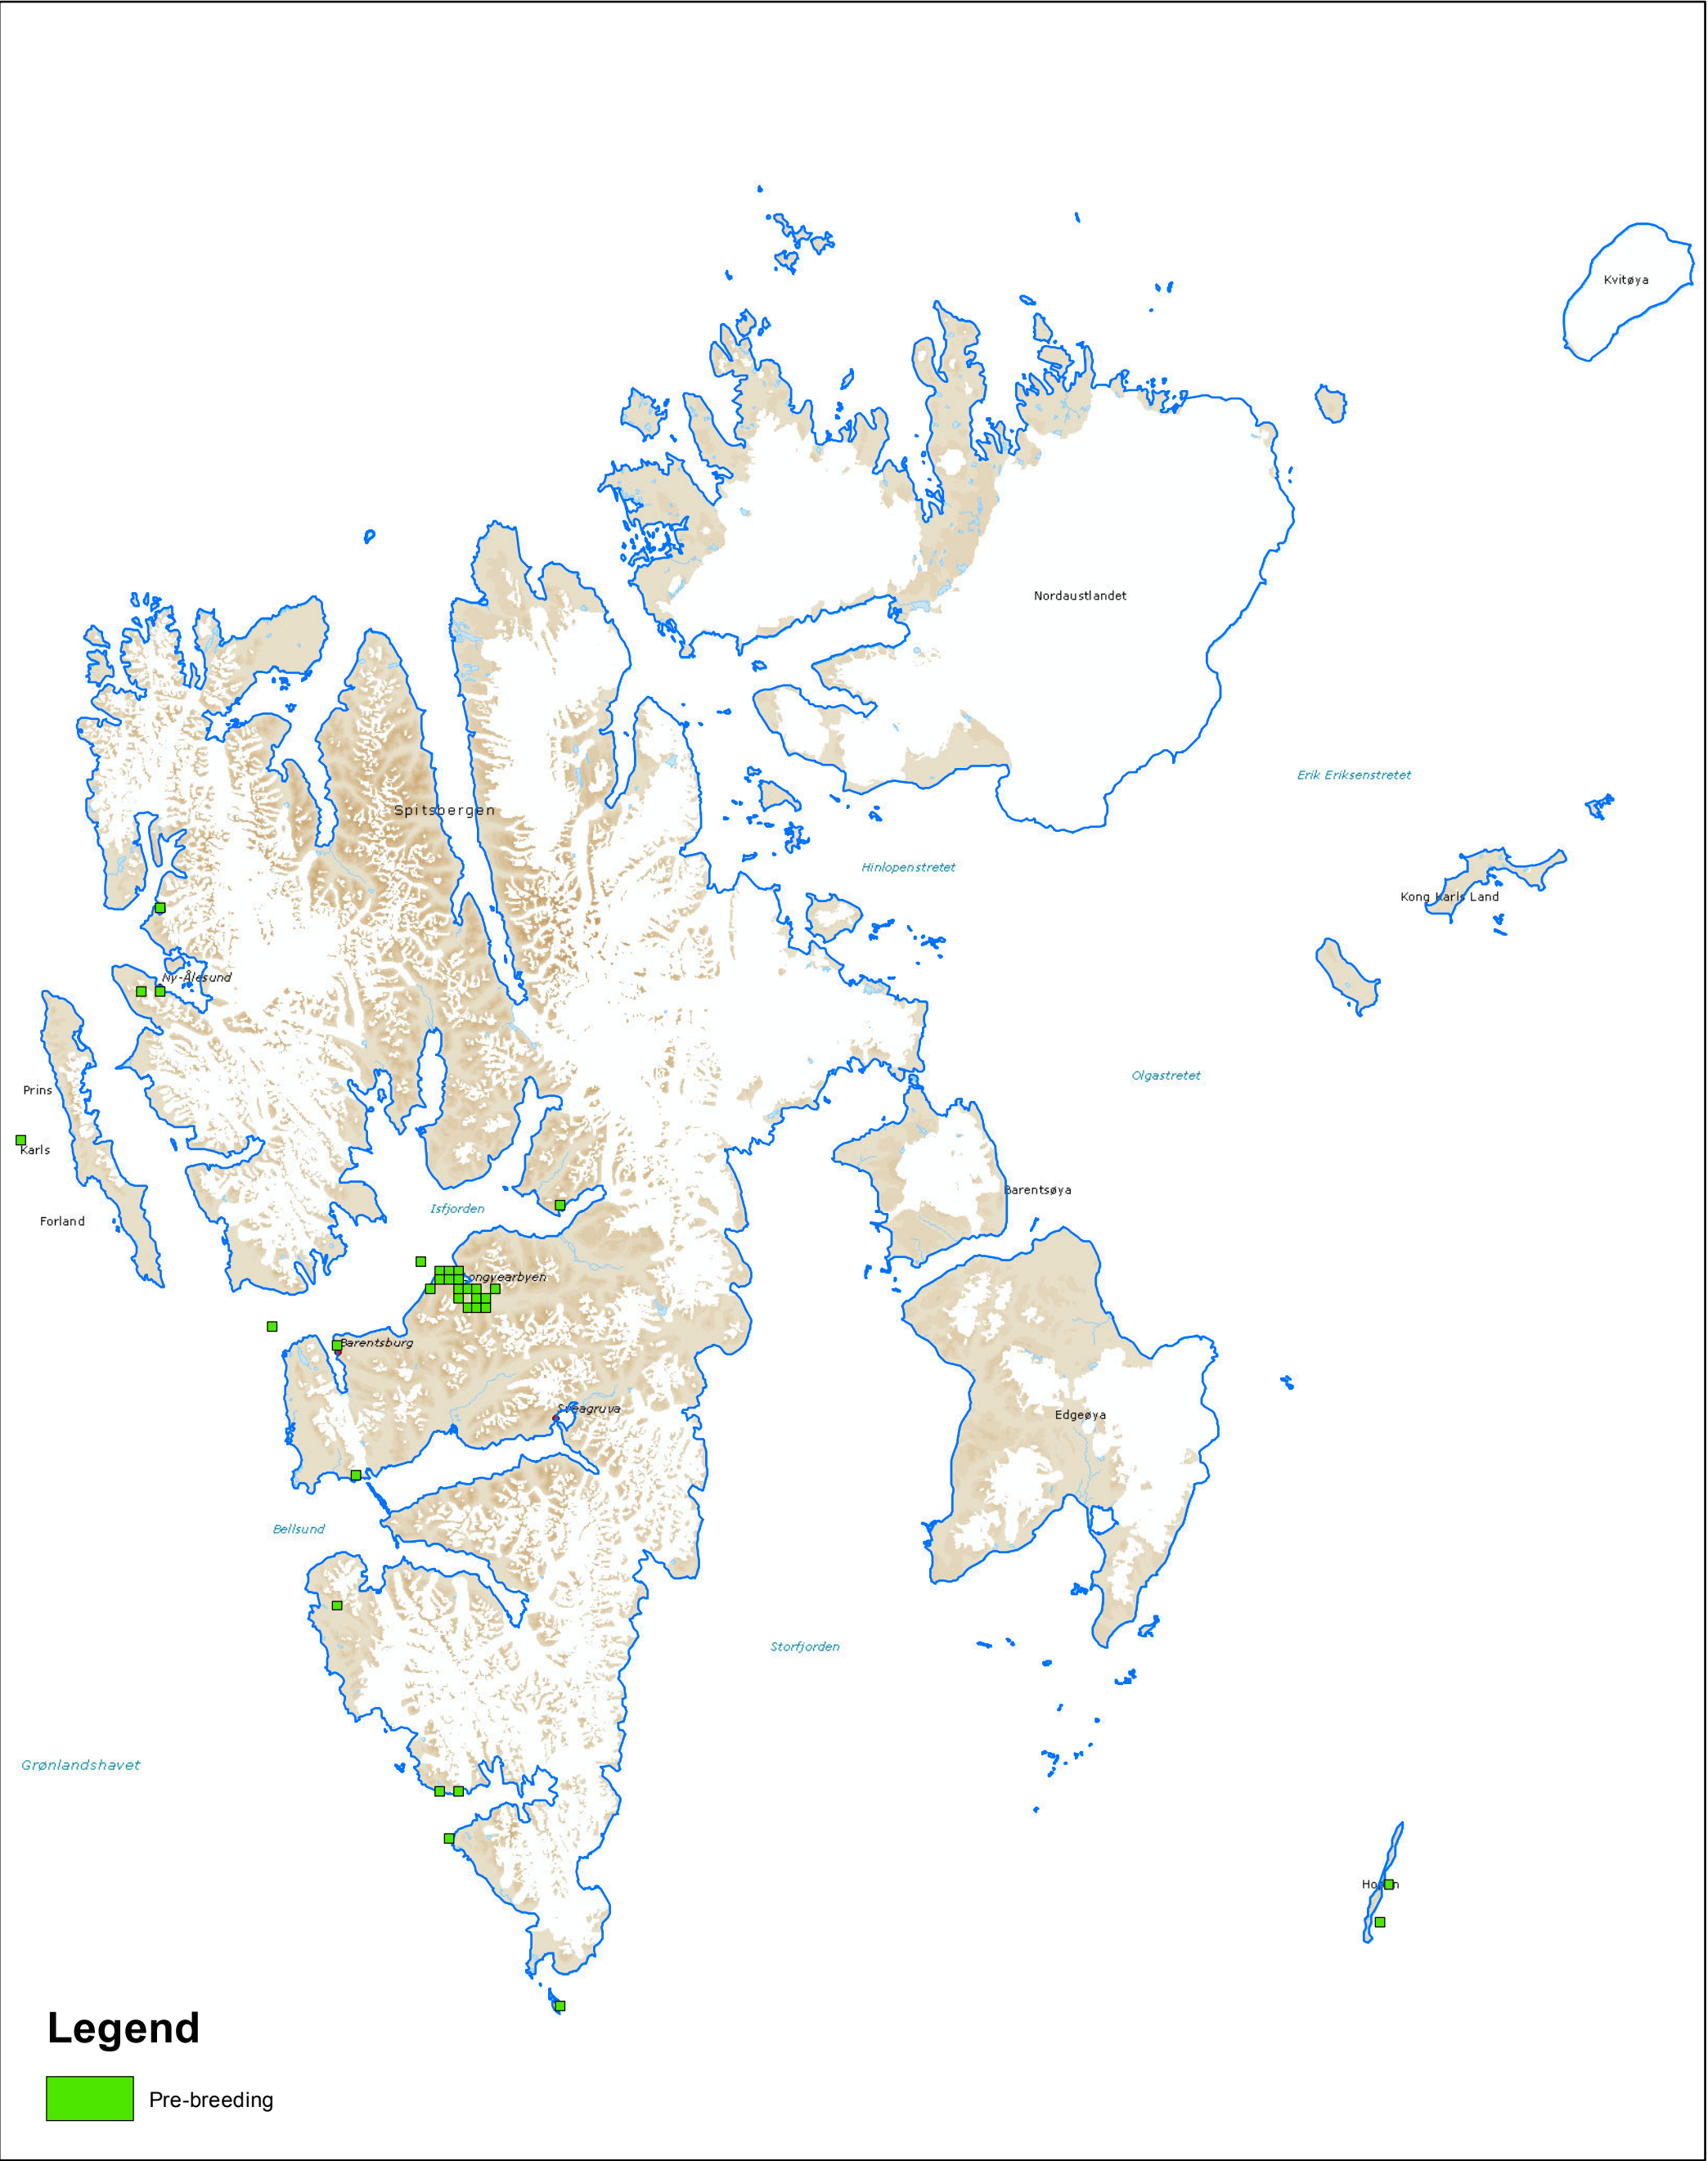 Kvitøya
Nordaustlandet
Erik Eriksenstretet
Spitsbergen
Hinlopenstretet
Kong Karls Land
Ny-Ålesund
Olgastretet
Prins
Karls
Barentsøya
Isfjorden
Forland
ongyearbyen
Barentsburg
Sveagruva
Edgeøya
Bellsund
Storfjorden
Grønlandshavet
Legend
Pre-breeding